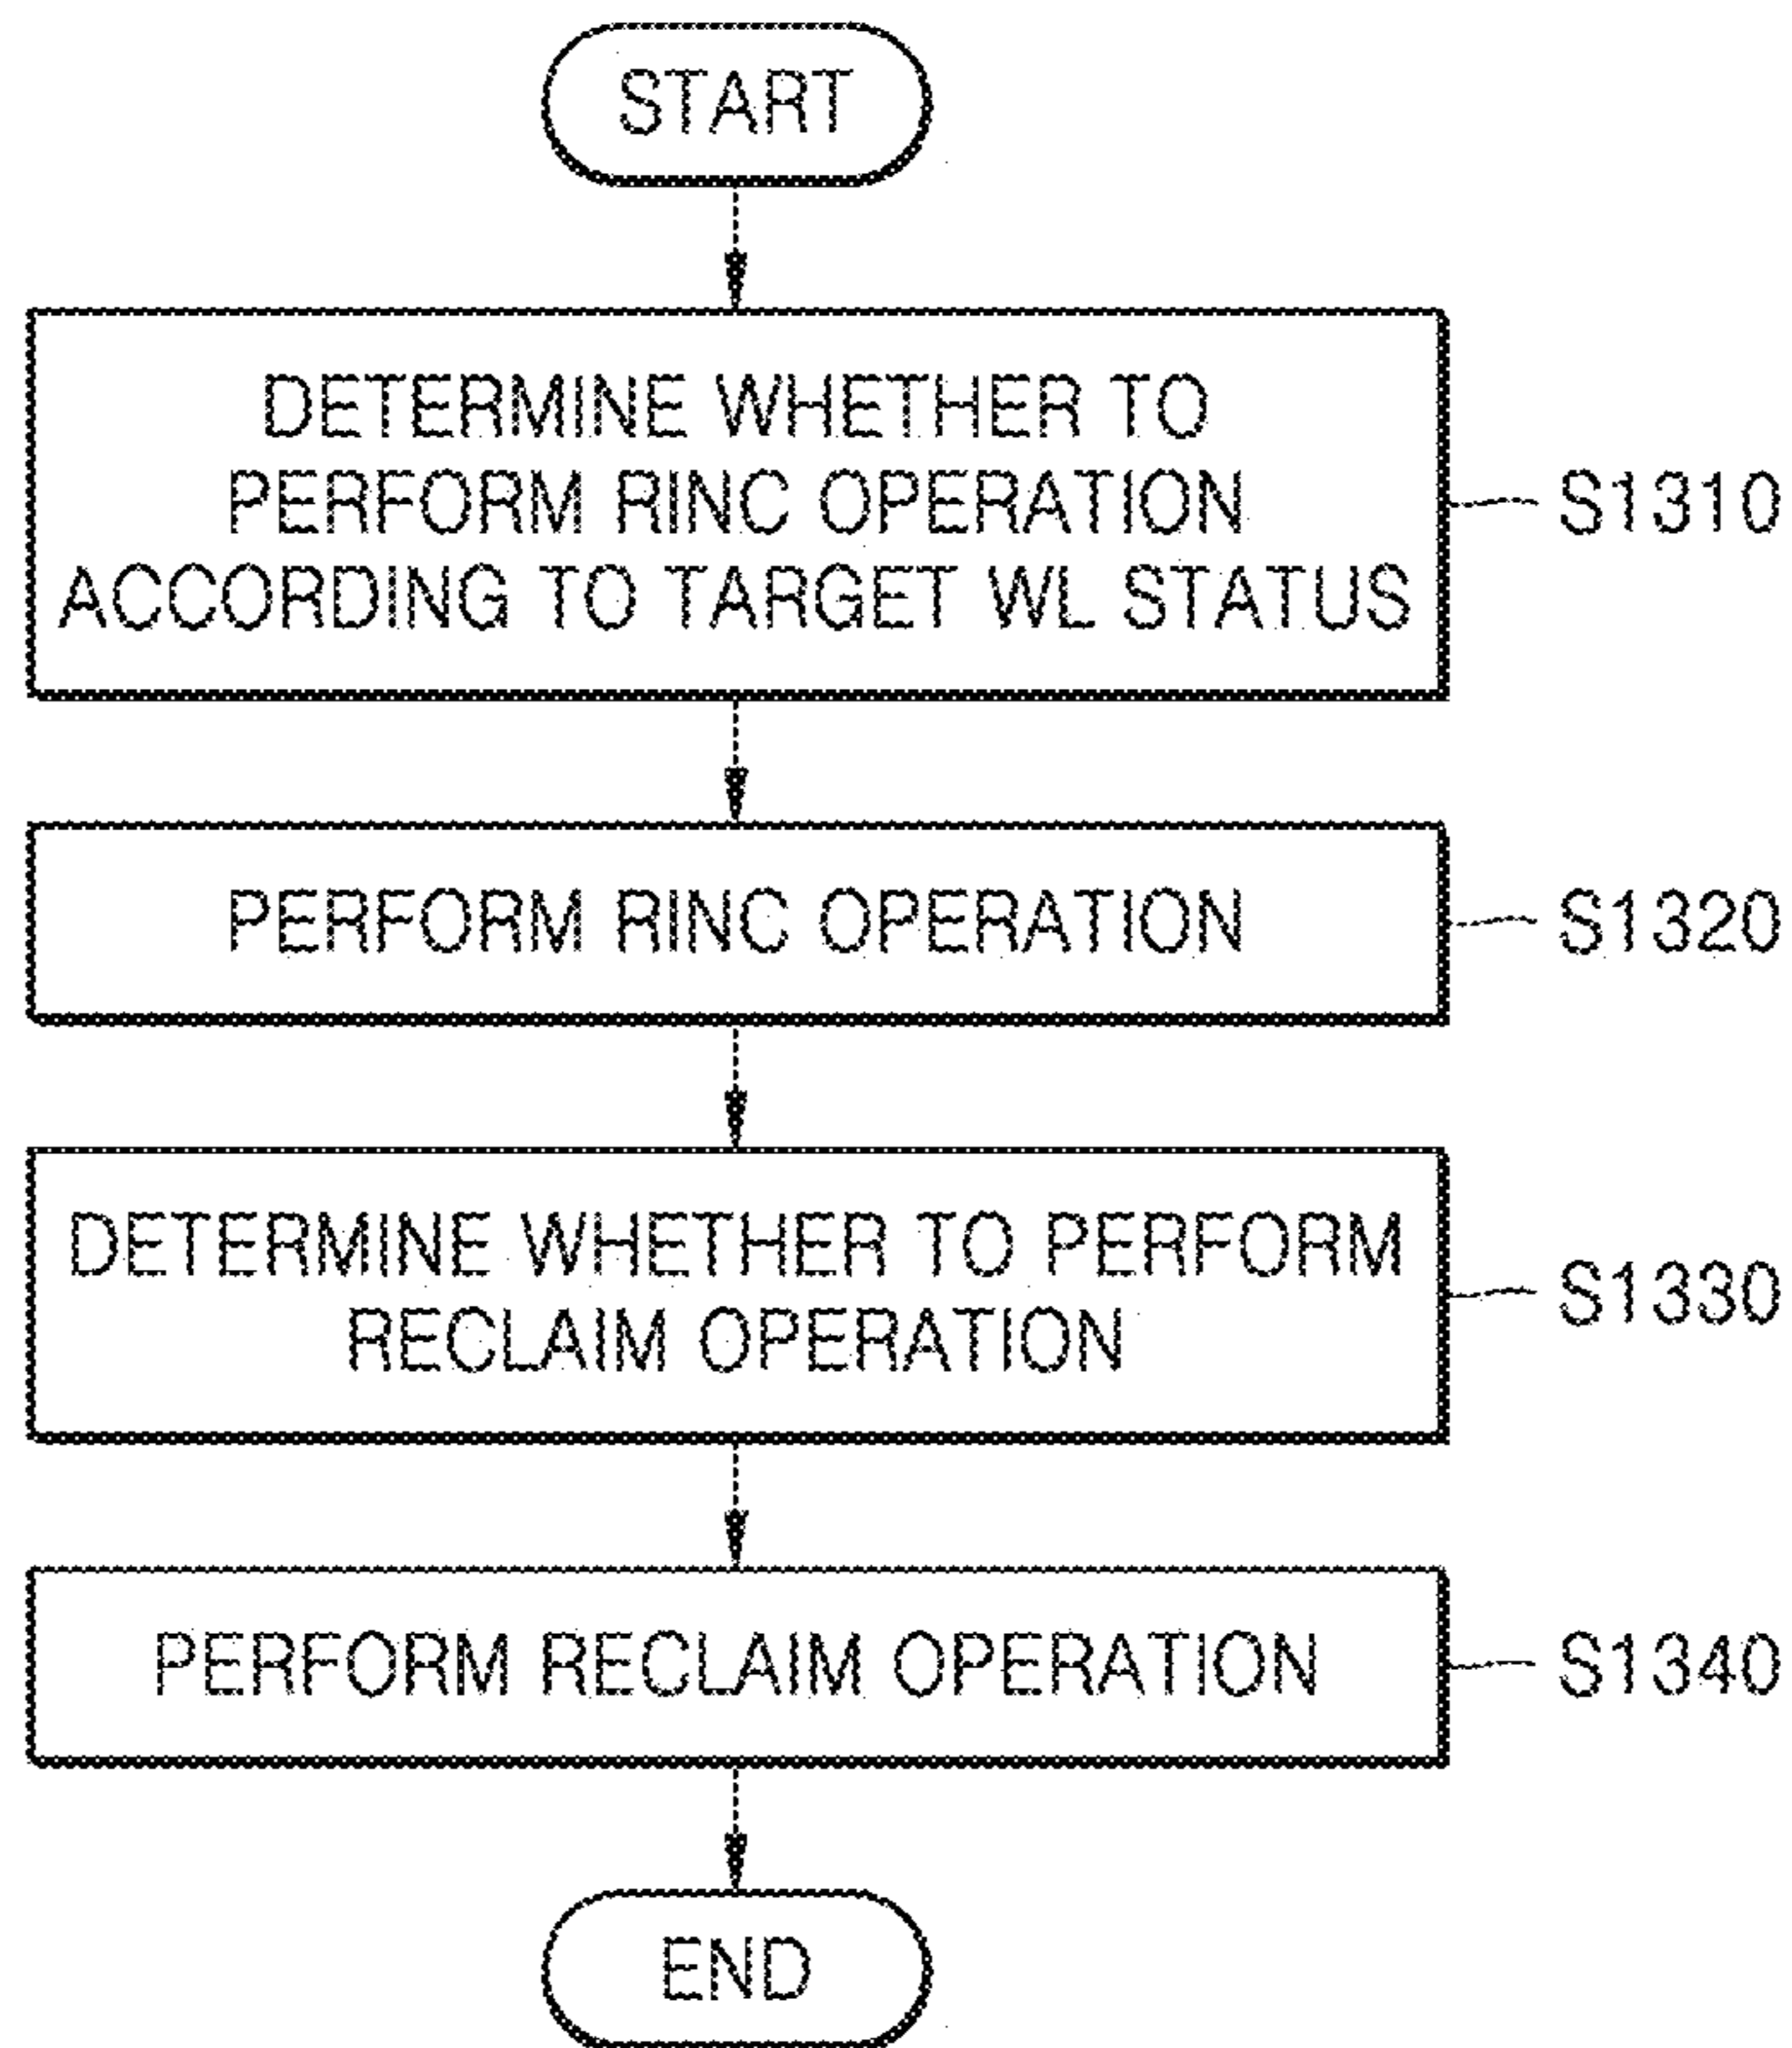 START
DETERMINE WHETHER TO
PERFORM RINC OPERATION
ACCORDING TO TARGET WL STATUS
S1310
PERFORM RINC OPERATION
S1320
DETERMINE WHETHER TO PERFORM
RECLAIM OPERATION
S1330
PERFORM RECLAIM OPERATION
S1340
END